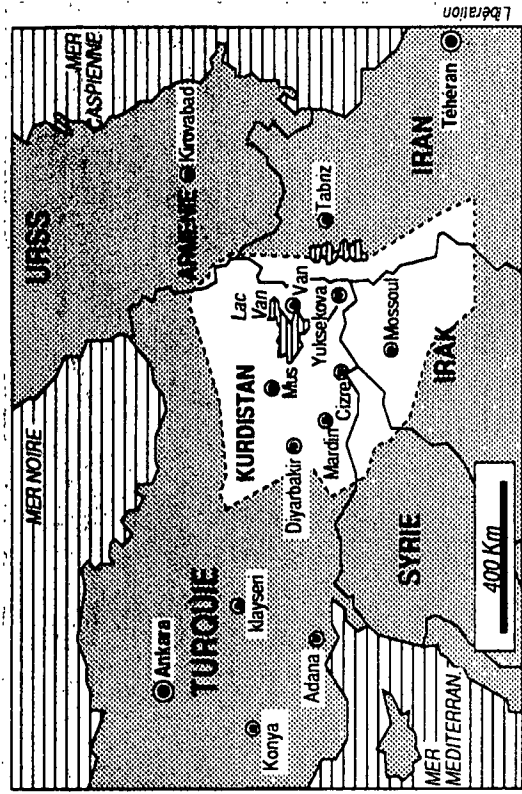 Libération
URSS
MER
CASPIENNE
MER NOIRE
ARMENIE
Kirovabad
Ankara
TURQUIE
KURDISTAN
Lac
Van
Van
Tabriz
IRAN
Teheran
Konya
klaysen
Mus
Yuksekova
Diyarbakir
Mardin
Cizre
Mossoul
Adana
IRAK
SYRIE
MER
MEDITERRAN.
400 Km